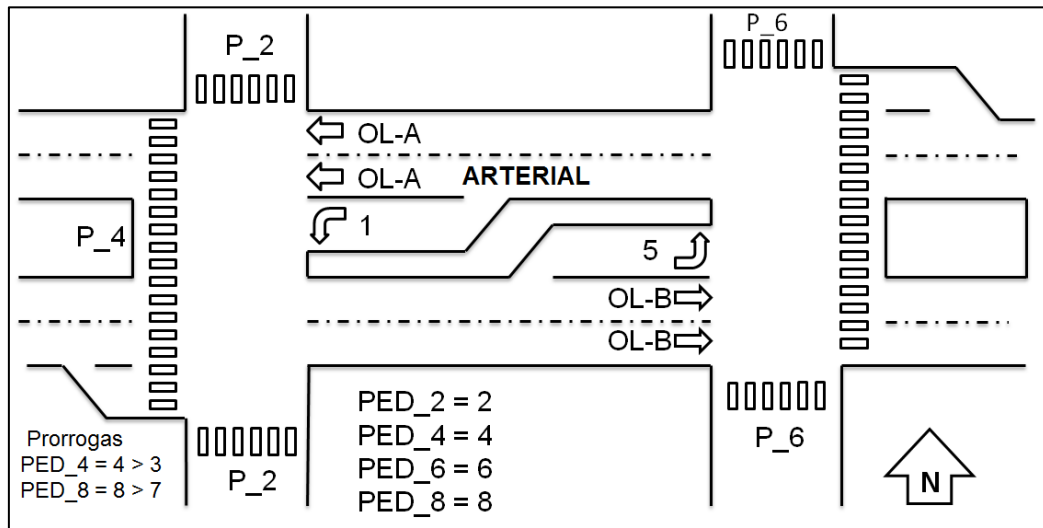 P_2
P_6
OL-A
OL-A
ARTERIAL
P_4
1
5
OL-B
OL-B
PED_2 = 2
PED_4 = 4
PED_6 = 6
PED_8 = 8
Prorrogas
PED_4 = 4 > 3
PED_8 = 8 > 7
P_2
P_6
N